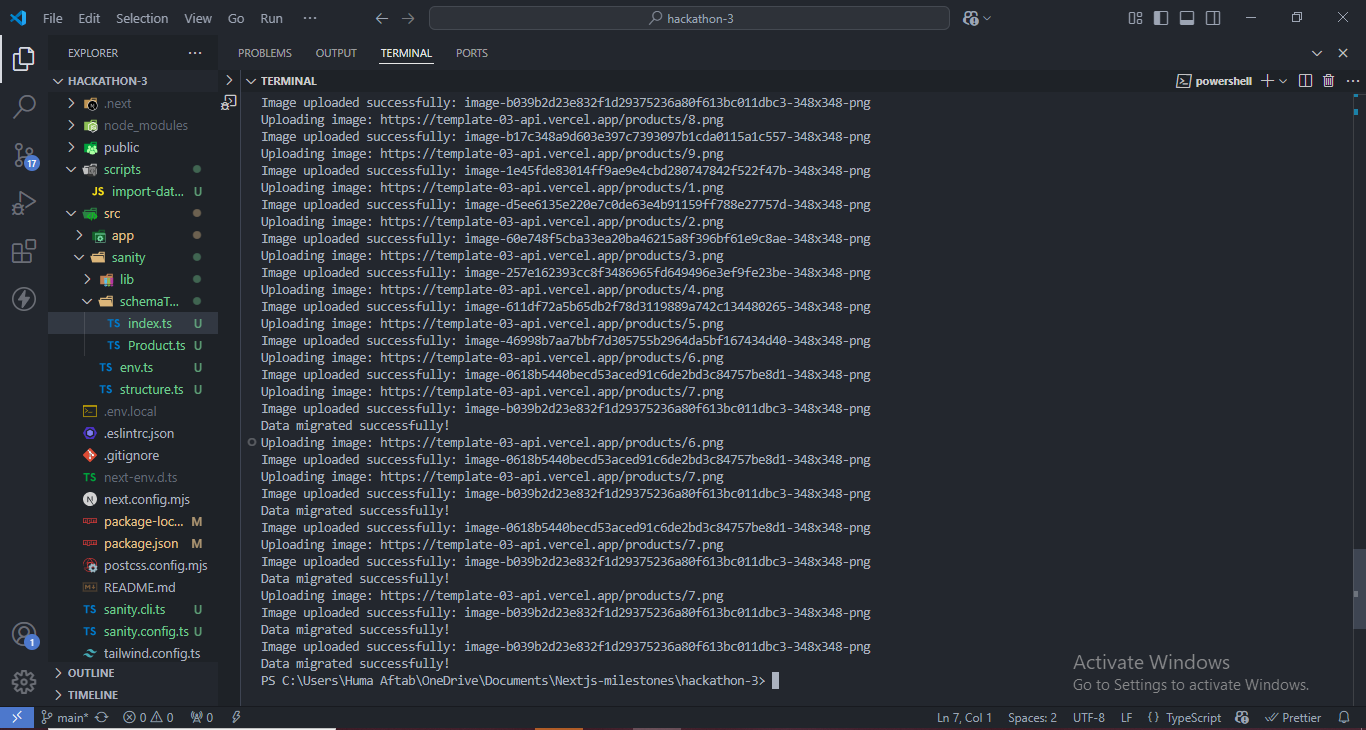 File Edit Selection View Go Run ··· hackathon-3
EXPLORER ···
HACKATHON-3
.next
node_modules
public
scripts
JS import-dat... U
src
app
sanity
lib
schemaT...
TS index.ts U
TS Product.ts U
TS env.ts U
TS structure.ts U
.env.local
.eslintrc.json
.gitignore
TS next-env.d.ts
N next.config.mjs
package-loc... M
package.json M
postcss.config.mjs
README.md
TS sanity.cli.ts U
TS sanity.config.ts U
tailwind.config.ts
OUTLINE
TIMELINE
17
1
PROBLEMS OUTPUT TERMINAL PORTS
TERMINAL powershell
Image uploaded successfully: image-b039b2d23e832f1d29375236a80f613bc011dbc3-348x348-png
Uploading image: https://template-03-api.vercel.app/products/8.png
Image uploaded successfully: image-b17c348a9d603e397c7393097b1cda0115a1c557-348x348-png
Uploading image: https://template-03-api.vercel.app/products/9.png
Image uploaded successfully: image-1e45fde83014ff9ae9e4cbd280747842f522f47b-348x348-png
Uploading image: https://template-03-api.vercel.app/products/1.png
Image uploaded successfully: image-d5ee6135e220e7c0de63e4b91159ff788e27757d-348x348-png
Uploading image: https://template-03-api.vercel.app/products/2.png
Image uploaded successfully: image-60e748f5cba33ea20ba46215a8f396bf61e9c8ae-348x348-png
Uploading image: https://template-03-api.vercel.app/products/3.png
Image uploaded successfully: image-257e162393cc8f3486965fd649496e3ef9fe23be-348x348-png
Uploading image: https://template-03-api.vercel.app/products/4.png
Image uploaded successfully: image-611df72a5b65db2f78d3119889a742c134480265-348x348-png
Uploading image: https://template-03-api.vercel.app/products/5.png
Image uploaded successfully: image-46998b7aa7bbf7d305755b2964da5bf167434d40-348x348-png
Uploading image: https://template-03-api.vercel.app/products/6.png
Image uploaded successfully: image-0618b5440becd53aced91c6de2bd3c84757be8d1-348x348-png
Uploading image: https://template-03-api.vercel.app/products/7.png
Image uploaded successfully: image-b039b2d23e832f1d29375236a80f613bc011dbc3-348x348-png
Data migrated successfully!
Uploading image: https://template-03-api.vercel.app/products/6.png
Image uploaded successfully: image-0618b5440becd53aced91c6de2bd3c84757be8d1-348x348-png
Uploading image: https://template-03-api.vercel.app/products/7.png
Image uploaded successfully: image-b039b2d23e832f1d29375236a80f613bc011dbc3-348x348-png
Data migrated successfully!
Image uploaded successfully: image-0618b5440becd53aced91c6de2bd3c84757be8d1-348x348-png
Uploading image: https://template-03-api.vercel.app/products/7.png
Image uploaded successfully: image-b039b2d23e832f1d29375236a80f613bc011dbc3-348x348-png
Data migrated successfully!
Uploading image: https://template-03-api.vercel.app/products/7.png
Image uploaded successfully: image-b039b2d23e832f1d29375236a80f613bc011dbc3-348x348-png
Data migrated successfully!
Image uploaded successfully: image-b039b2d23e832f1d29375236a80f613bc011dbc3-348x348-png
Data migrated successfully!
PS C:\Users\Huma Aftab\OneDrive\Documents\Nextjs-milestones\hackathon-3>
Activate Windows
Go to Settings to activate Windows.
main* 0 0 0 Ln 7, Col 1 Spaces: 2 UTF-8 LF {} TypeScript Prettier